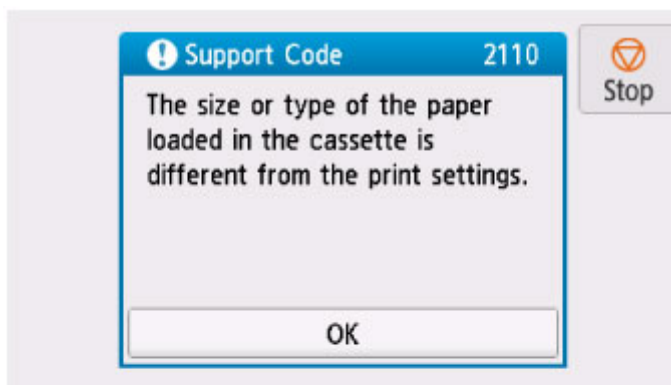 Support Code 2110
Stop
The size or type of the paper
loaded in the cassette is
different from the print settings.
OK